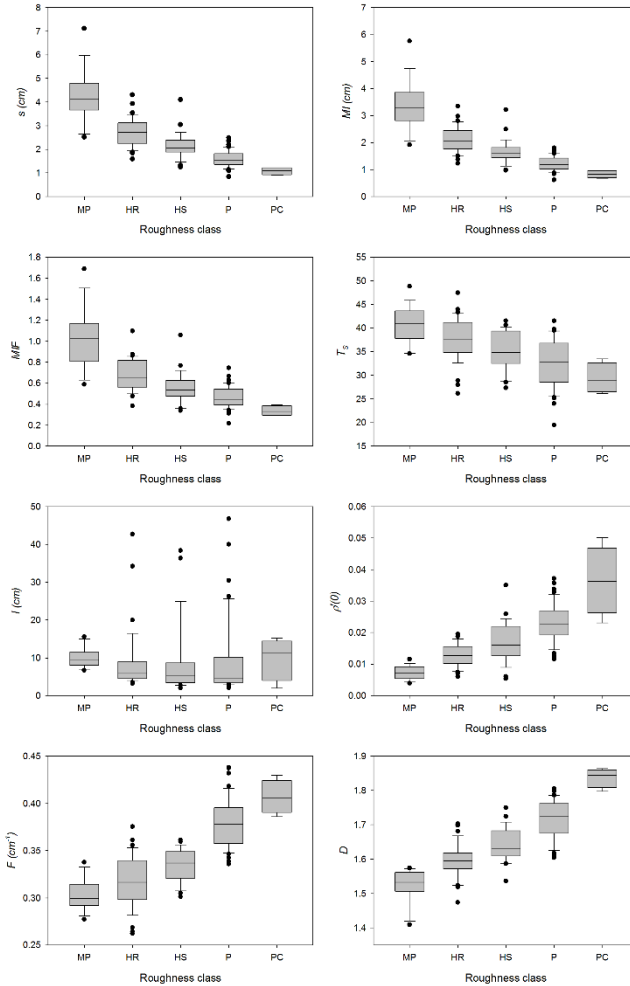 s (cm)
8
7
6
5
4
3
2
1
0
MP HR HS P PC
Roughness class
MI (cm)
7
6
5
4
3
2
1
0
MP HR HS P PC
Roughness class
MIF
1.8
1.6
1.4
1.2
1.0
0.8
0.6
0.4
0.2
0.0
MP HR HS P PC
Roughness class
T_S
55
50
45
40
35
30
25
20
15
MP HR HS P PC
Roughness class
l (cm)
50
40
30
20
10
0
MP HR HS P PC
Roughness class
ρ'(0)
0.06
0.05
0.04
0.03
0.02
0.01
0.00
MP HR HS P PC
Roughness class
F (cm⁻¹)
0.45
0.40
0.35
0.30
0.25
MP HR HS P PC
Roughness class
D
1.9
1.8
1.7
1.6
1.5
1.4
MP HR HS P PC
Roughness class